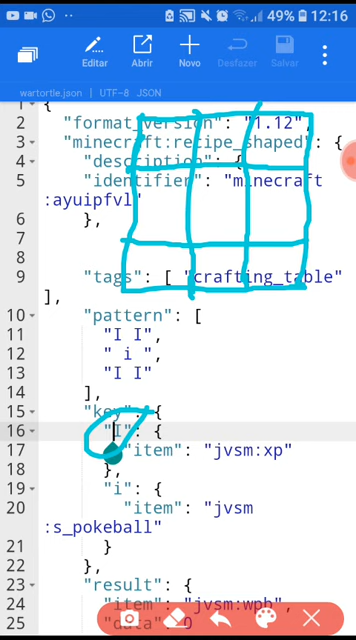 49% 12:16
Editar Abrir Novo Desfazer Salvar
wartortle.json | UTF-8 JSON
1 {
2 "format_version": "1.12",
3 "minecraft:recipe_shaped": {
4 "description": {
5 "identifier": "minecraft
:ayuipfvl"
6 },
7
8
9 "tags": [ "crafting_table"
],
10 "pattern": [
11 "I I",
12 " i ",
13 "I I"
14 ],
15 "key": {
16 "I": {
17 "item": "jvsm:xp"
18 },
19 "i": {
20 "item": "jvsm
:s_pokeball"
21 }
22 },
23 "result": {
24 "item": "jvsm:wpb",
25 "data": 0